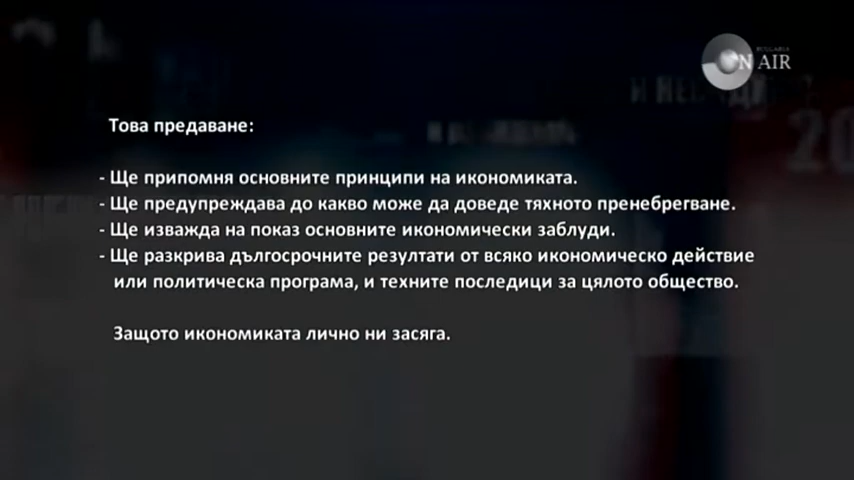 BULGARIA
ON AIR
Това предаване:
- Ще припомня основните принципи на икономиката.
- Ще предупреждава до какво може да доведе тяхното пренебрегване.
- Ще изважда на показ основните икономически заблуди.
- Ще разкрива дългосрочните резултати от всяко икономическо действие
или политическа програма, и техните последици за цялото общество.
Защото икономиката лично ни засяга.